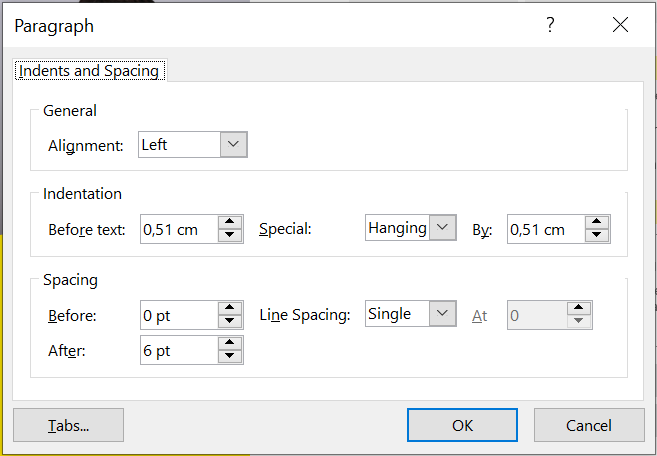 Paragraph ?
Indents and Spacing
General
Alignment: Left
Indentation
Before text: 0,51 cm Special: Hanging By: 0,51 cm
Spacing
Before: 0 pt Line Spacing: Single At 0
After: 6 pt
Tabs... OK Cancel